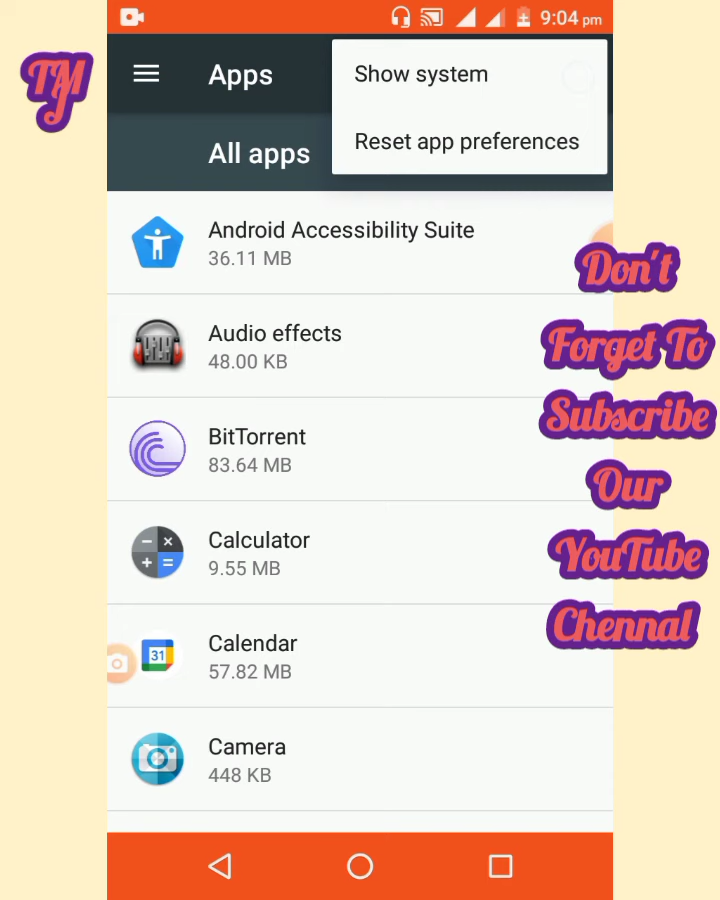 9:04 pm
TMJ
Apps
Show system
Reset app preferences
All apps
Android Accessibility Suite
36.11 MB
Don't
Forget To
Subscribe
Our
YouTube
Chennal
Audio effects
48.00 KB
BitTorrent
83.64 MB
Calculator
9.55 MB
31
Calendar
57.82 MB
Camera
448 KB